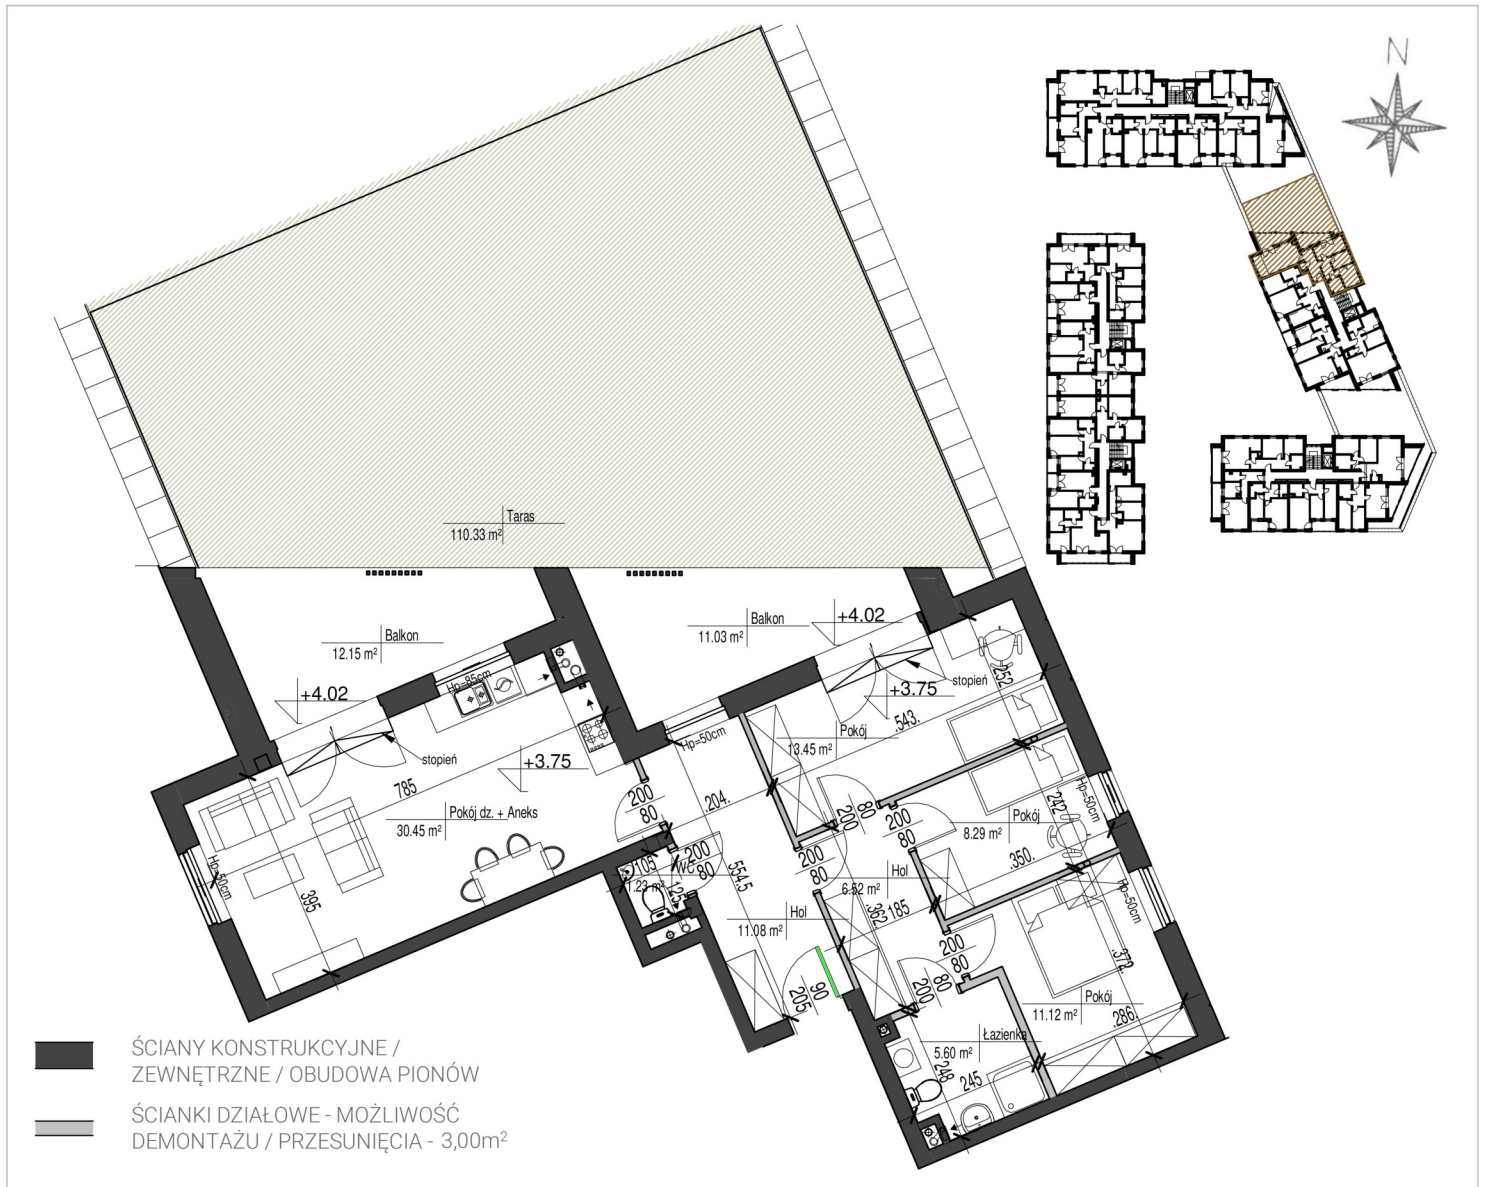 N
Taras
110.33 m²
Balkon
12.15 m²
Balkon
11.03 m²
+4.02
+4.02
Hp=85cm
stopień
+3.75
785
Pokój dz. + Aneks
30.45 m²
Hp=50cm
395
200
80
Hp=50cm
.204.
+3.75
stopień
252
.543.
Pokój
13.45 m²
80
200
200
80
Pokój
8.29 m²
242
Hp=50cm
.350.
105
WC
1.23 m²
125
200
80
554.5
200
80
Hol
6.52 m²
.362
185
Hol
11.08 m²
90
205
200
80
80
200
Hp=50cm
.372.
Pokój
11.12 m²
.286.
Łazienka
5.60 m²
248
245
ŚCIANY KONSTRUKCYJNE /
ZEWNĘTRZNE / OBUDOWA PIONÓW
ŚCIANKI DZIAŁOWE - MOŻLIWOŚĆ
DEMONTAŻU / PRZESUNIĘCIA - 3,00m²